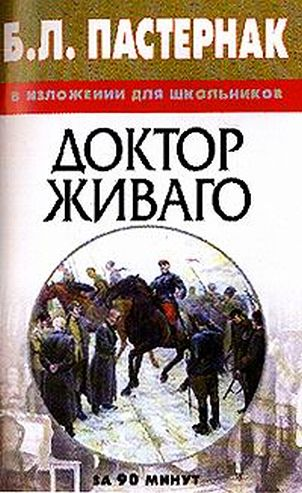 Б.Л. ПАСТЕРНАК
В ИЗЛОЖЕНИИ ДЛЯ ШКОЛЬНИКОВ
ДОКТОР
ЖИВАГО
ЗА 90 МИНУТ